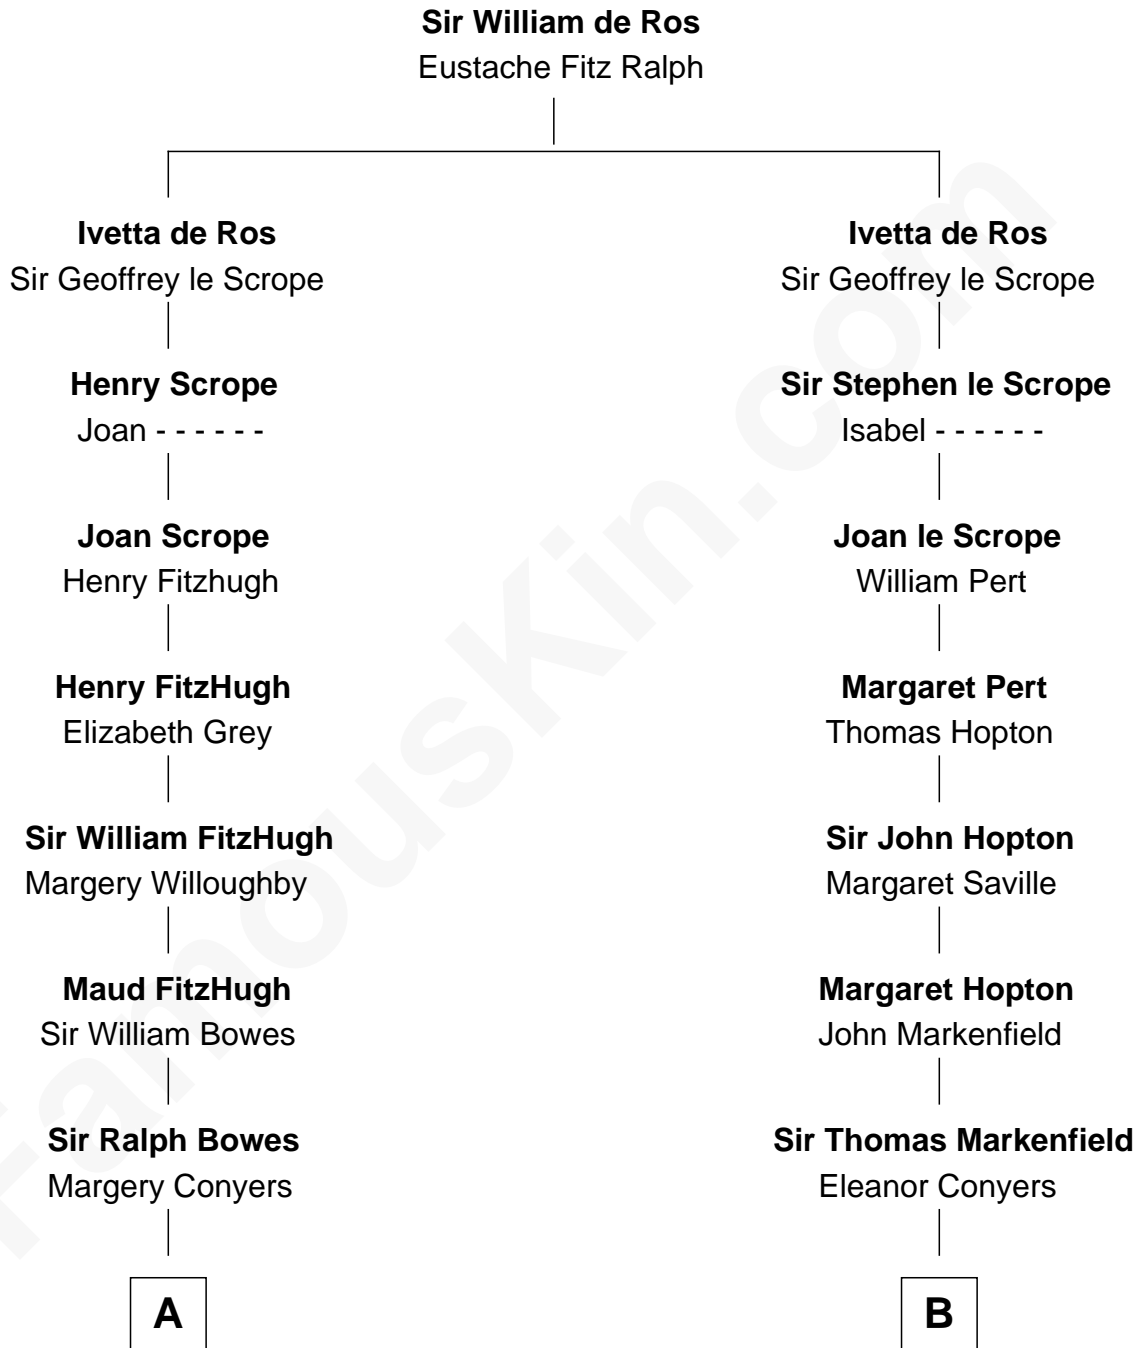 Sir William de Ros
Eustache Fitz Ralph
Ivetta de Ros
Sir Geoffrey le Scrope
Ivetta de Ros
Sir Geoffrey le Scrope
Henry Scrope
Joan - - - - - -
Sir Stephen le Scrope
Isabel - - - - - -
Joan Scrope
Henry Fitzhugh
Joan le Scrope
William Pert
Henry FitzHugh
Elizabeth Grey
Margaret Pert
Thomas Hopton
Sir William FitzHugh
Margery Willoughby
Sir John Hopton
Margaret Saville
Maud FitzHugh
Sir William Bowes
Margaret Hopton
John Markenfield
Sir Ralph Bowes
Margery Conyers
Sir Thomas Markenfield
Eleanor Conyers
A
B
FamousKin.com